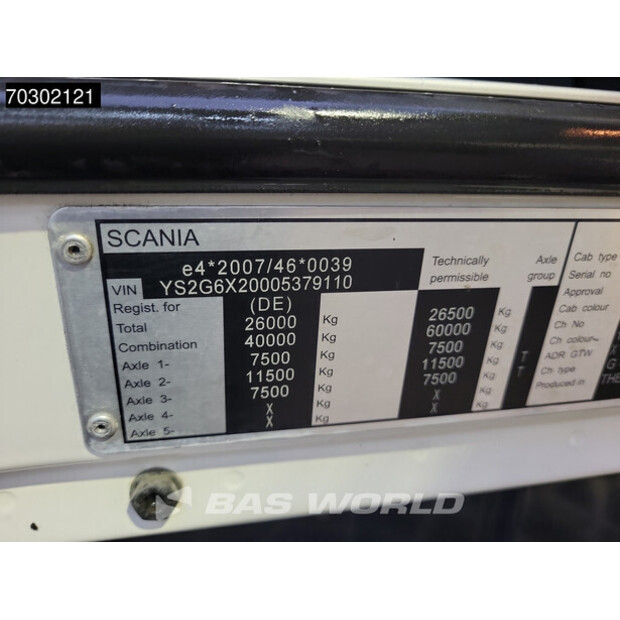 70302121
SCANIA
e4*2007/46*0039
VIN YS2G6X20005379110
Regist. for (DE)
Technically permissible
Axle group
Total 26000 Kg 26500 Kg
Combination 40000 Kg 60000 Kg
Axle 1- 7500 Kg 7500 Kg
Axle 2- 11500 Kg 11500 Kg T
Axle 3- 7500 Kg 7500 Kg T
Axle 4- X Kg X Kg
Axle 5- X Kg X Kg
Cab type
Serial no
Approval
Cab colour
Ch No
Ch colour
ADR GTW
Ch type G
Produced in THE
BAS WORLD